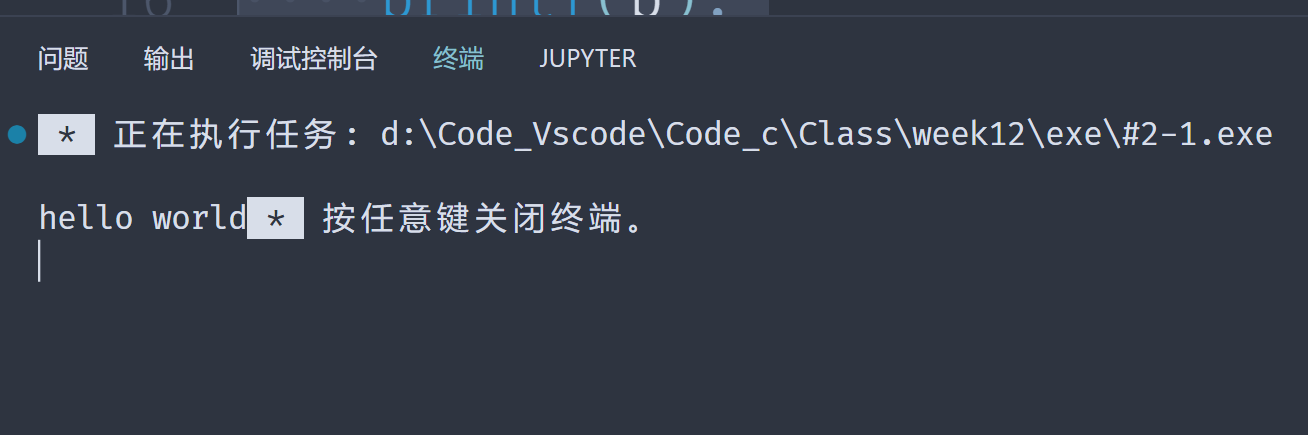 printf(p);
问题 输出 调试控制台 终端 JUPYTER
* 正在执行任务: d:\Code_Vscode\Code_c\Class\week12\exe\#2-1.exe
hello world * 按任意键关闭终端。